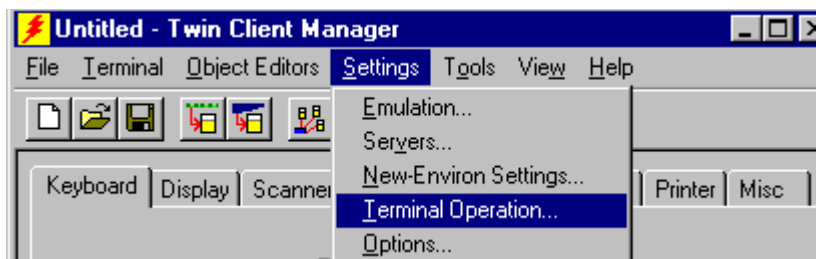 Untitled - Twin Client Manager
File Terminal Object Editors Settings Tools View Help
Emulation...
Servers...
New-Environ Settings...
Keyboard Display Scanner Printer Misc
Terminal Operation...
Options...